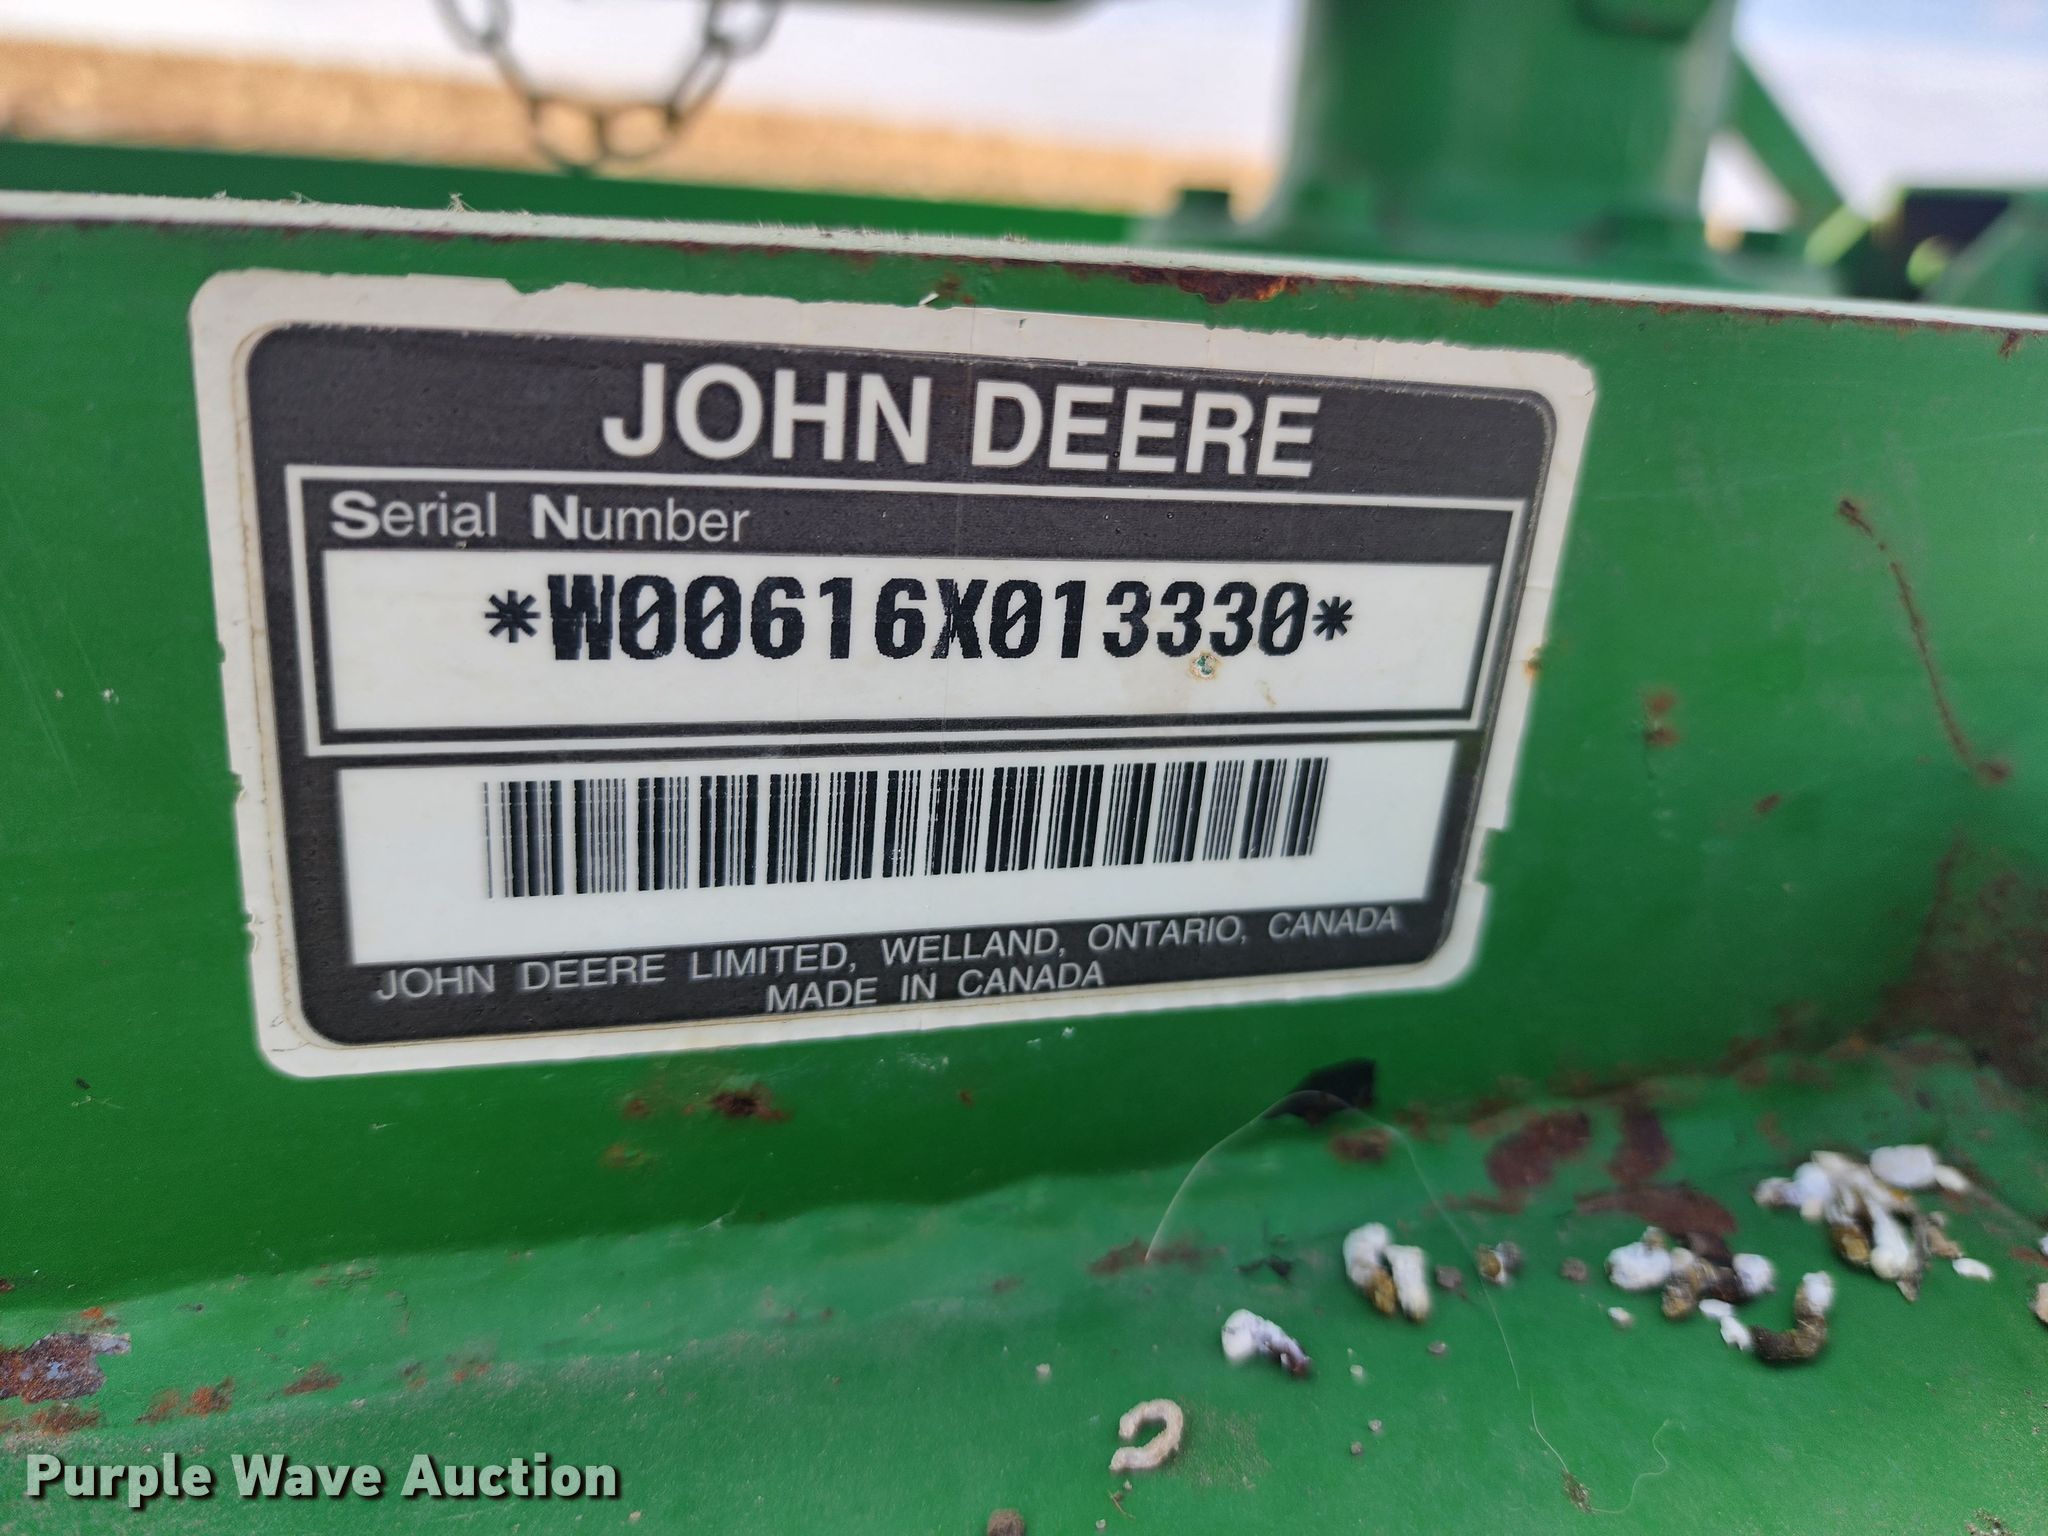 JOHN DEERE
Serial Number
*W00616X013330*
JOHN DEERE LIMITED, WELLAND, ONTARIO, CANADA
MADE IN CANADA
Purple Wave Auction